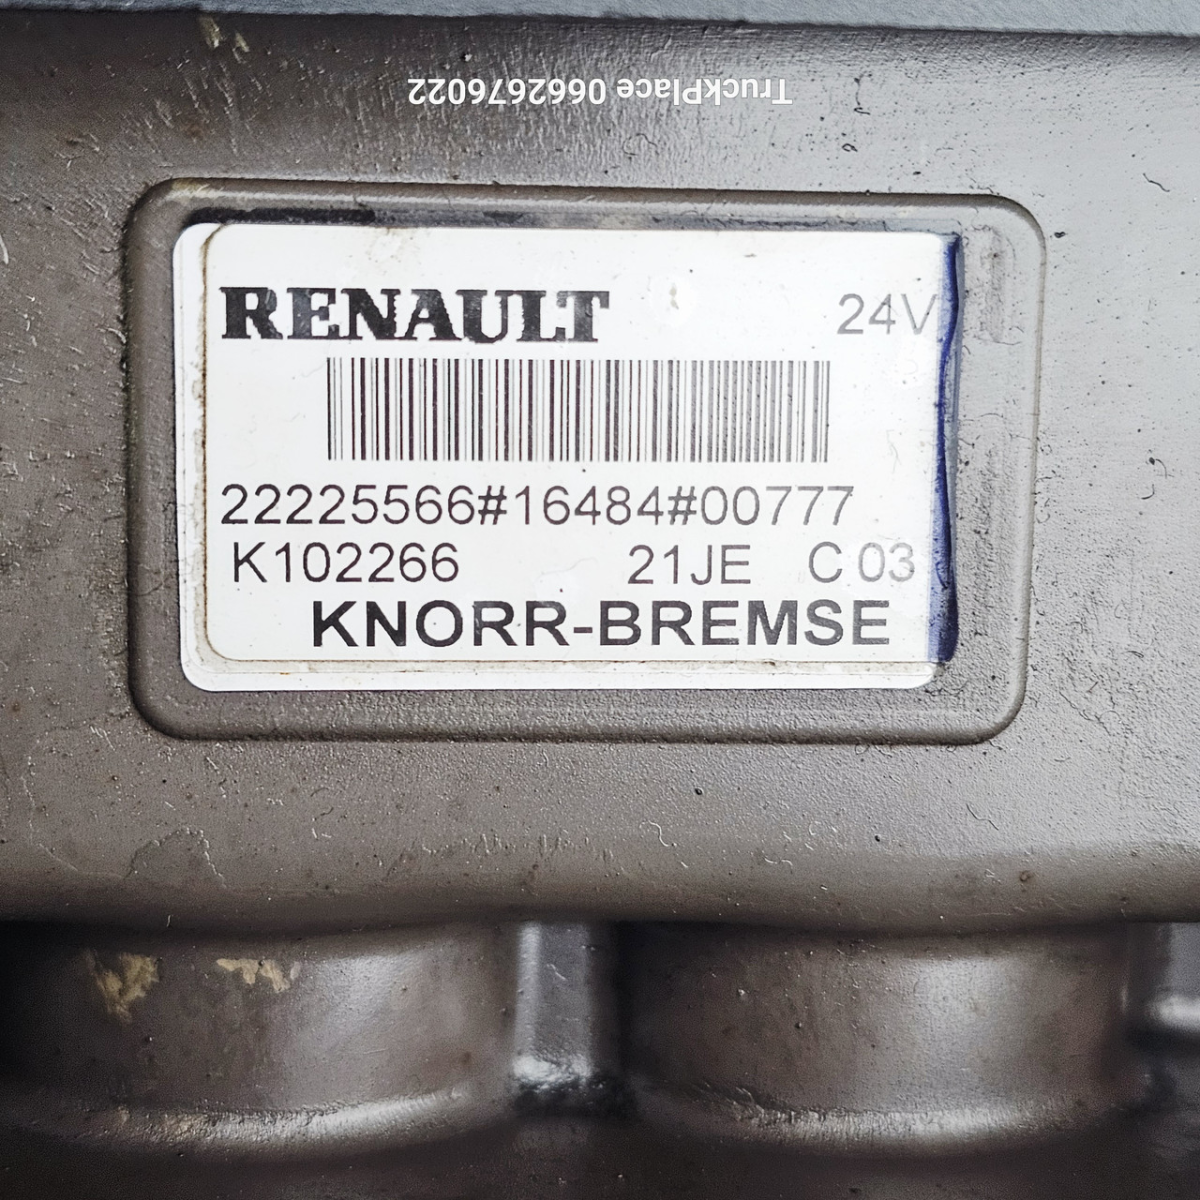 TruckPlace 0662676022
RENAULT 24V
22225566#16484#00777
K102266 21JE C 03
KNORR-BREMSE